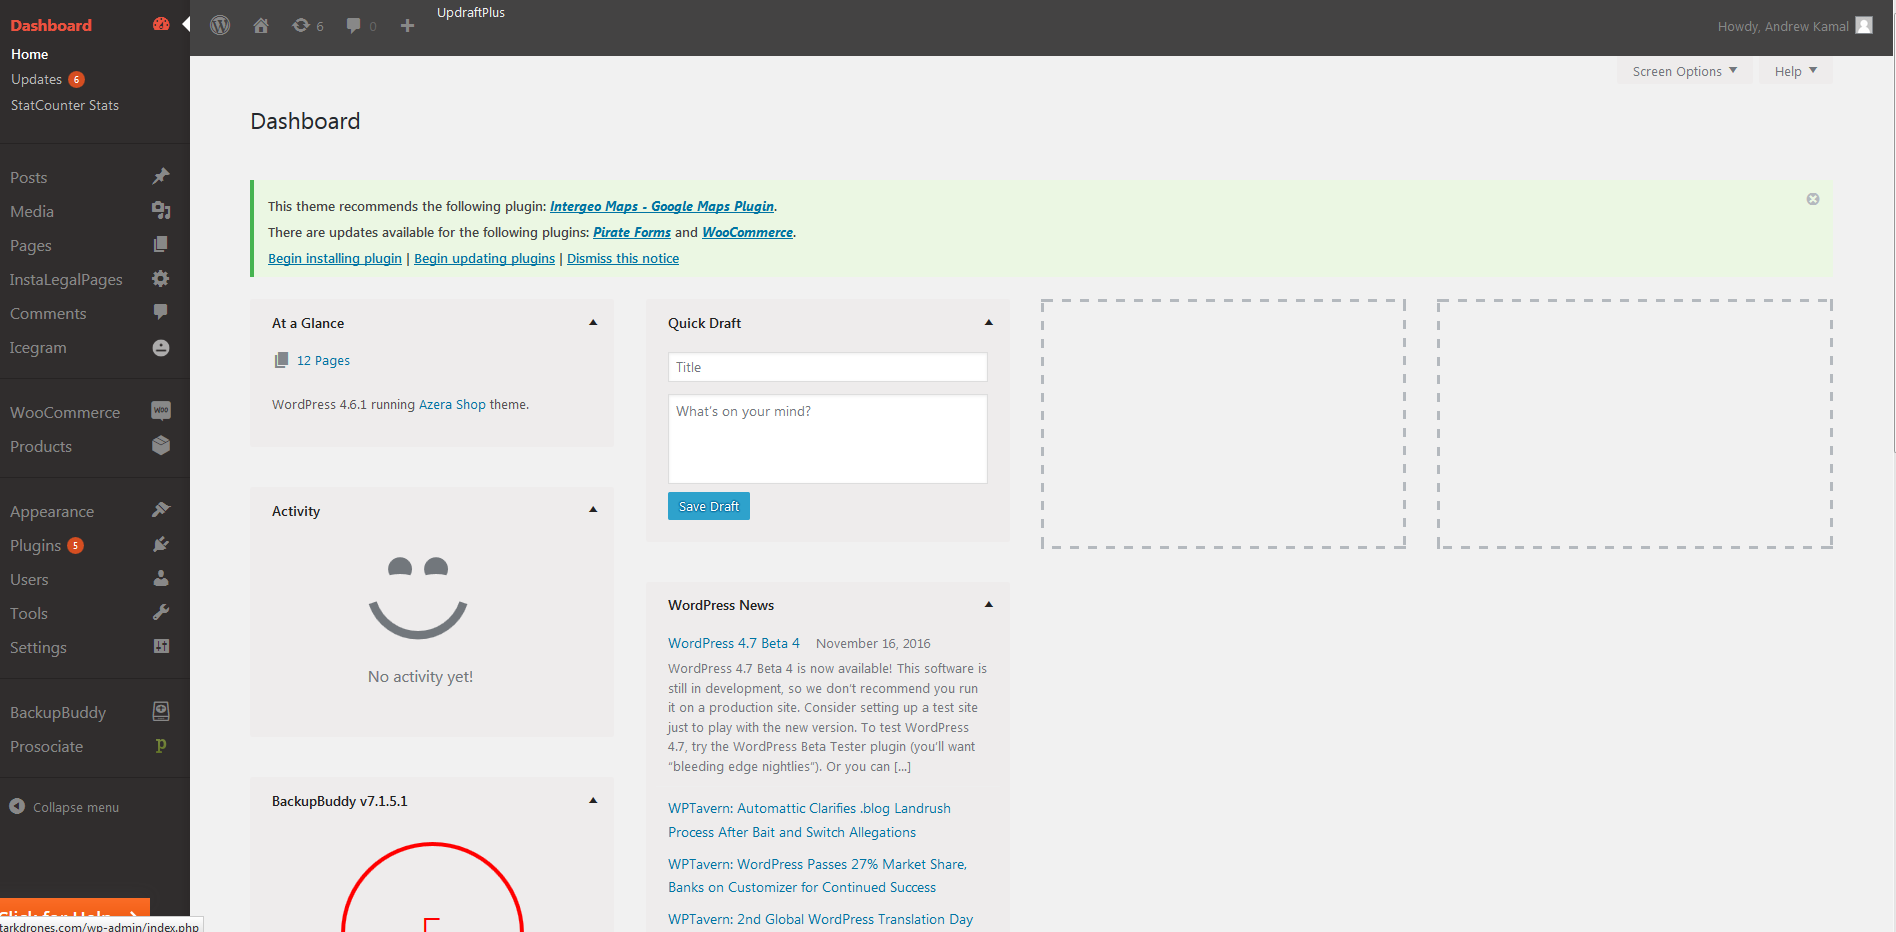 Dashboard
Home
Updates 6
StatCounter Stats
Posts
Media
Pages
InstaLegalPages
Comments
Icegram
WooCommerce
Products
Appearance
Plugins 5
Users
Tools
Settings
BackupBuddy
Prosociate
Collapse menu
Click for Help
tarkdrones.com/wp-admin/index.php
6
0
UpdraftPlus
Howdy, Andrew Kamal
Screen Options
Help
Dashboard
This theme recommends the following plugin: Intergeo Maps - Google Maps Plugin.
There are updates available for the following plugins: Pirate Forms and WooCommerce.
Begin installing plugin | Begin updating plugins | Dismiss this notice
At a Glance
12 Pages
WordPress 4.6.1 running Azera Shop theme.
Activity
No activity yet!
BackupBuddy v7.1.5.1
Quick Draft
Title
What's on your mind?
Save Draft
WordPress News
WordPress 4.7 Beta 4 November 16, 2016
WordPress 4.7 Beta 4 is now available! This software is
still in development, so we don't recommend you run
it on a production site. Consider setting up a test site
just to play with the new version. To test WordPress
4.7, try the WordPress Beta Tester plugin (you'll want
“bleeding edge nightlies”). Or you can [...]
WPTavern: Automattic Clarifies .blog Landrush
Process After Bait and Switch Allegations
WPTavern: WordPress Passes 27% Market Share,
Banks on Customizer for Continued Success
WPTavern: 2nd Global WordPress Translation Day